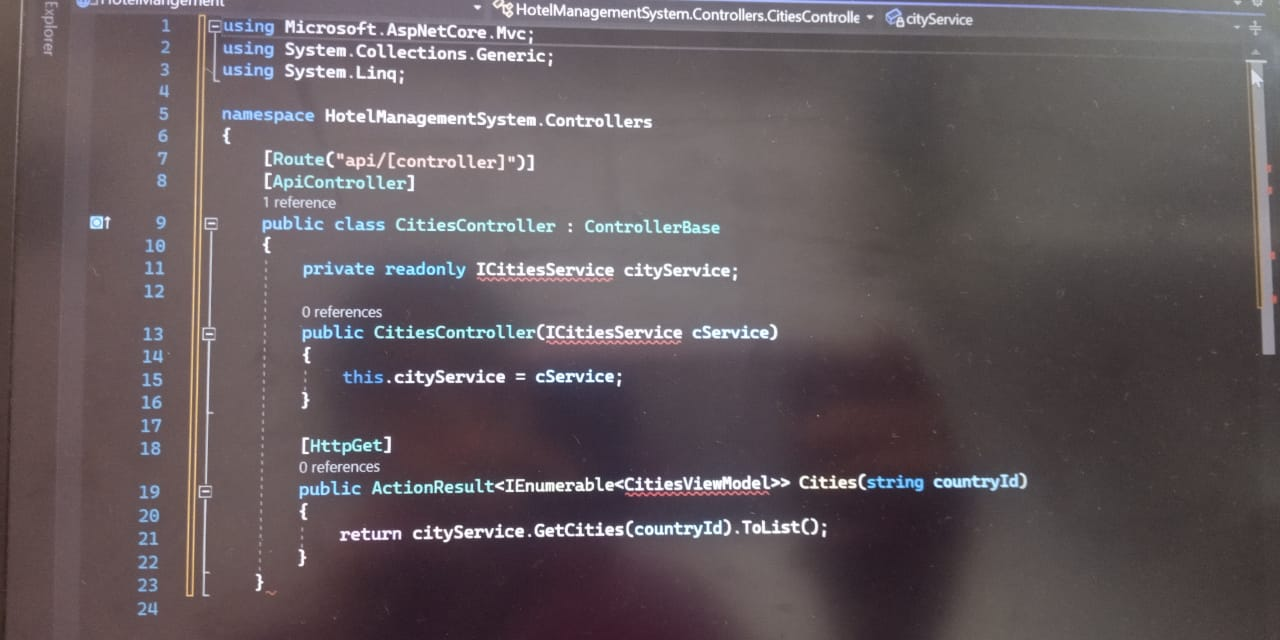 Explorer
HotelMangement
HotelManagementSystem.Controllers.CitiesControlle
cityService
1 using Microsoft.AspNetCore.Mvc;
2 using System.Collections.Generic;
3 using System.Linq;
4
5 namespace HotelManagementSystem.Controllers
6 {
7 [Route("api/[controller]")]
8 [ApiController]
1 reference
9 public class CitiesController : ControllerBase
10 {
11 private readonly ICitiesService cityService;
12
0 references
13 public CitiesController(ICitiesService cService)
14 {
15 this.cityService = cService;
16 }
17
18 [HttpGet]
0 references
19 public ActionResult<IEnumerable<CitiesViewModel>> Cities(string countryId)
20 {
21 return cityService.GetCities(countryId).ToList();
22 }
23 }
24